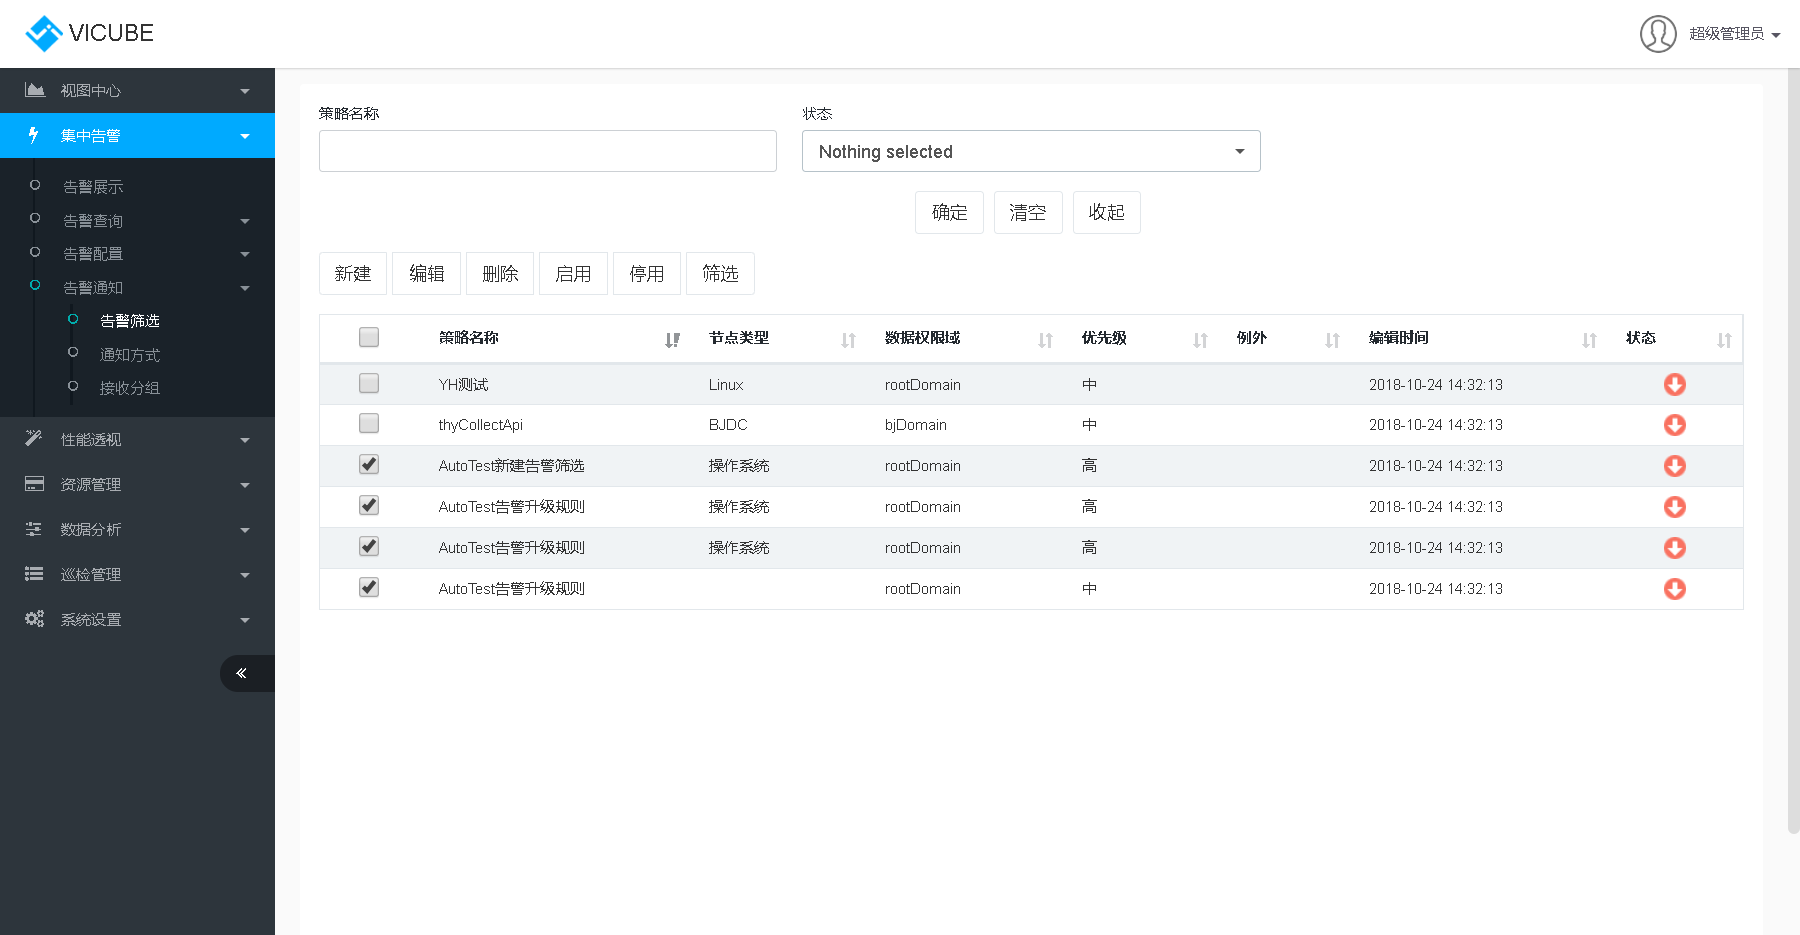 VICUBE
超级管理员
视图中心
集中告警
告警展示
告警查询
告警配置
告警通知
告警筛选
通知方式
接收分组
性能透视
资源管理
数据分析
巡检管理
系统设置
策略名称 状态
Nothing selected
确定 清空 收起
新建 编辑 删除 启用 停用 筛选
策略名称 节点类型 数据权限域 优先级 例外 编辑时间 状态
YH测试 Linux rootDomain 中 2018-10-24 14:32:13
thyCollectApi BJDC bjDomain 中 2018-10-24 14:32:13
AutoTest新建告警筛选 操作系统 rootDomain 高 2018-10-24 14:32:13
AutoTest告警升级规则 操作系统 rootDomain 高 2018-10-24 14:32:13
AutoTest告警升级规则 操作系统 rootDomain 高 2018-10-24 14:32:13
AutoTest告警升级规则 rootDomain 中 2018-10-24 14:32:13